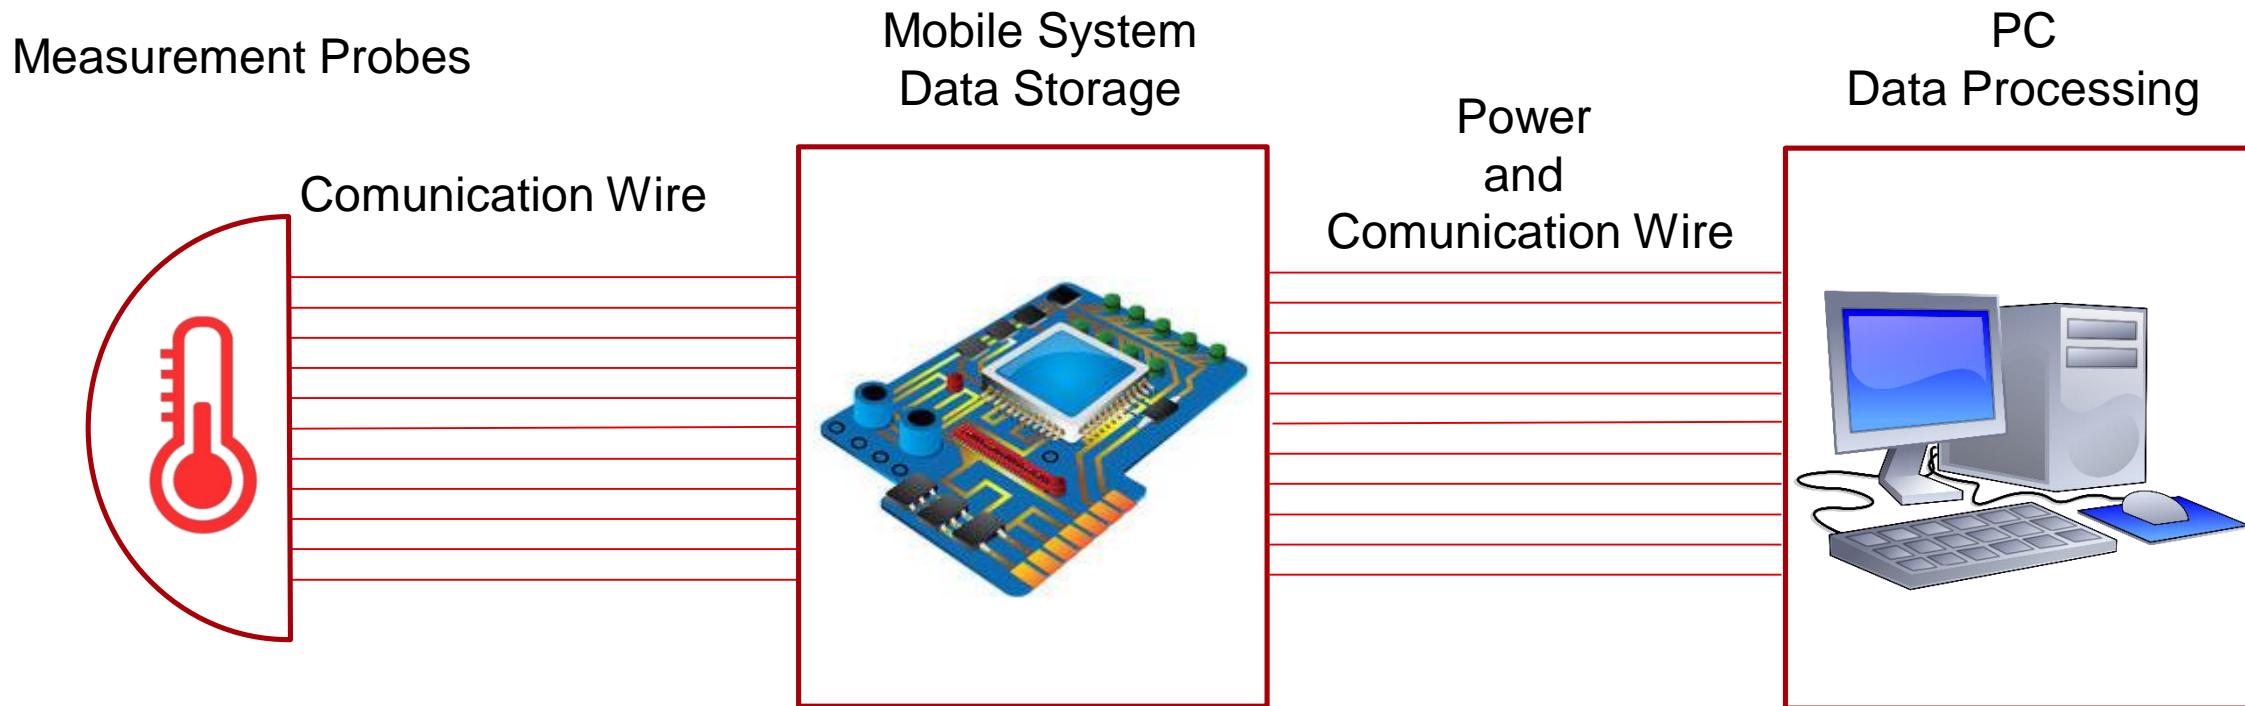 Measurement Probes
Comunication Wire
Mobile System
Data Storage
Power
and
Comunication Wire
PC
Data Processing